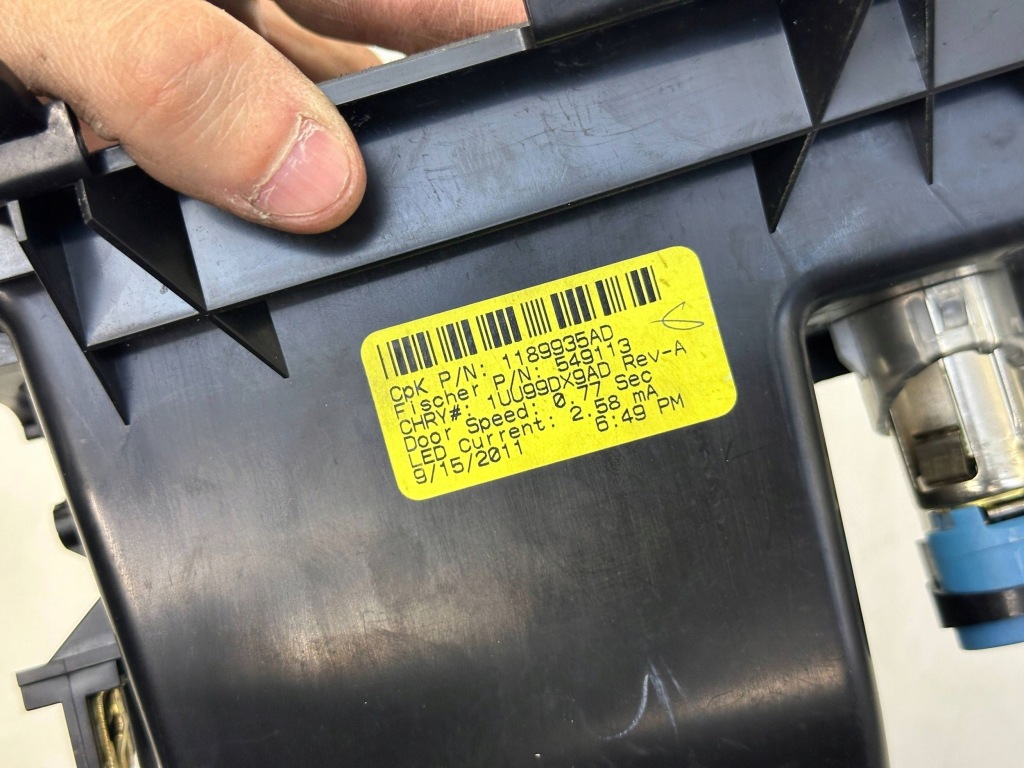 CpK P/N: 1189935AD
Fischer P/N: 549113
CHRY#: 1UU99DX9AD Rev-A
Door Speed: 0.77 Sec
LED Current: 2.58 mA
9/15/2011 6:49 PM